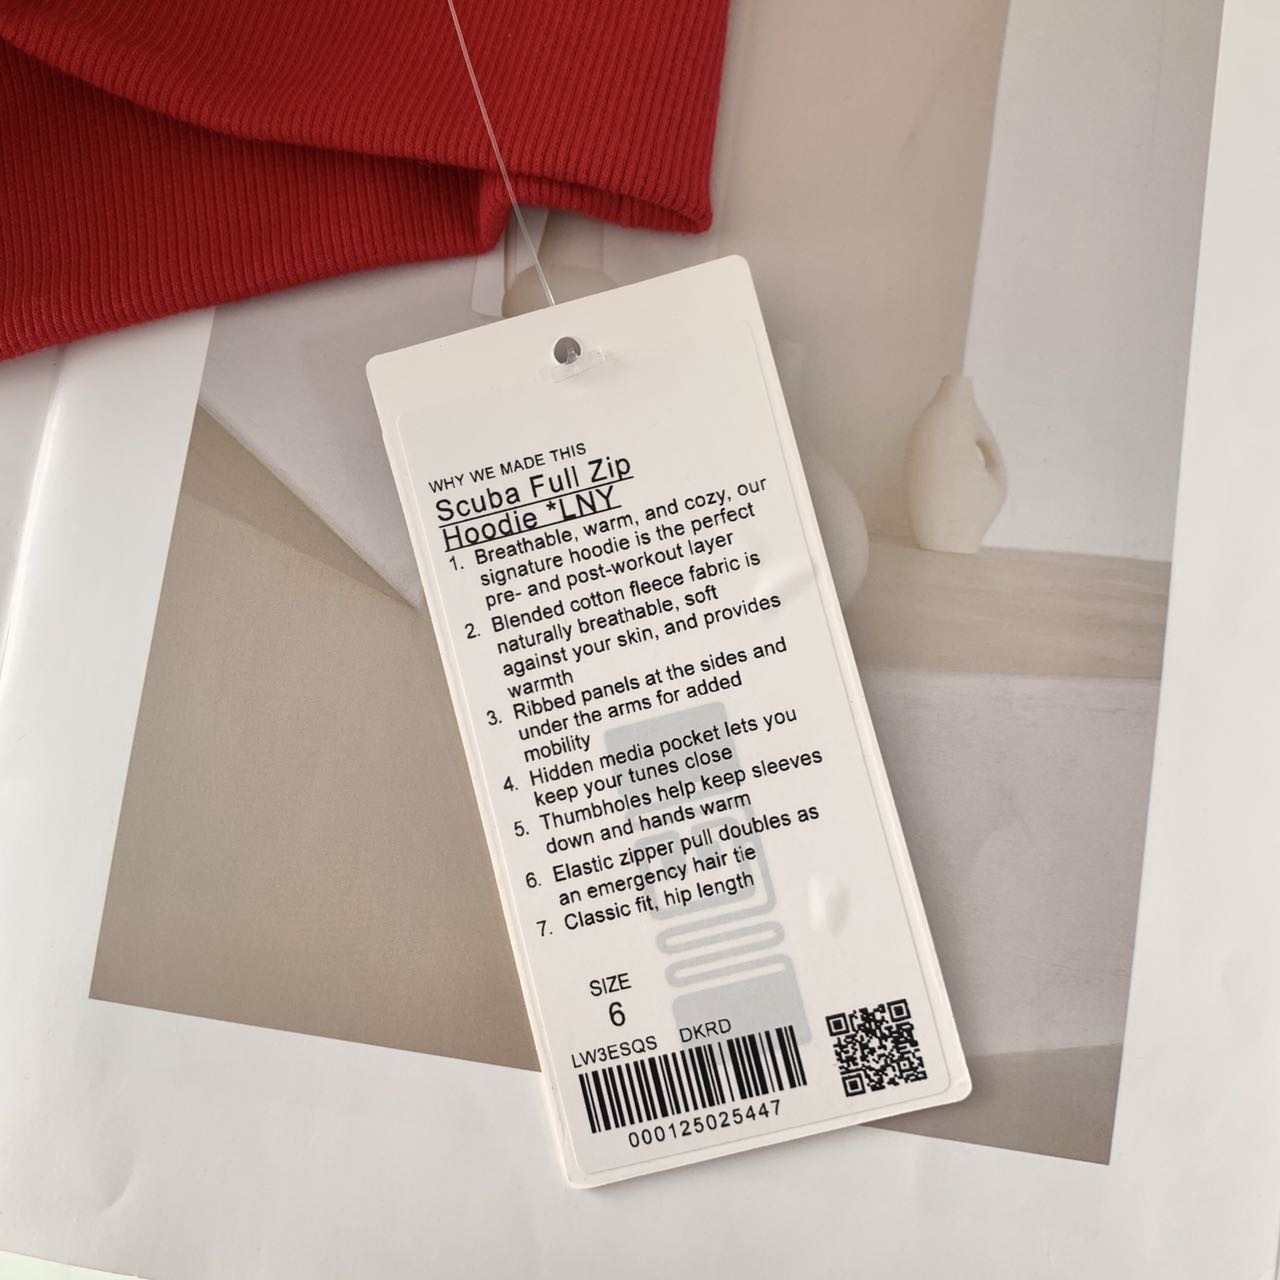 WHY WE MADE THIS
Scuba Full Zip
Hoodie *LNY
1. Breathable, warm, and cozy, our
signature hoodie is the perfect
pre- and post-workout layer
2. Blended cotton fleece fabric is
naturally breathable, soft
against your skin, and provides
warmth
3. Ribbed panels at the sides and
under the arms for added
mobility
4. Hidden media pocket lets you
keep your tunes close
5. Thumbholes help keep sleeves
down and hands warm
6. Elastic zipper pull doubles as
an emergency hair tie
7. Classic fit, hip length
SIZE
6
LW3ESQS DKRD
000125025447